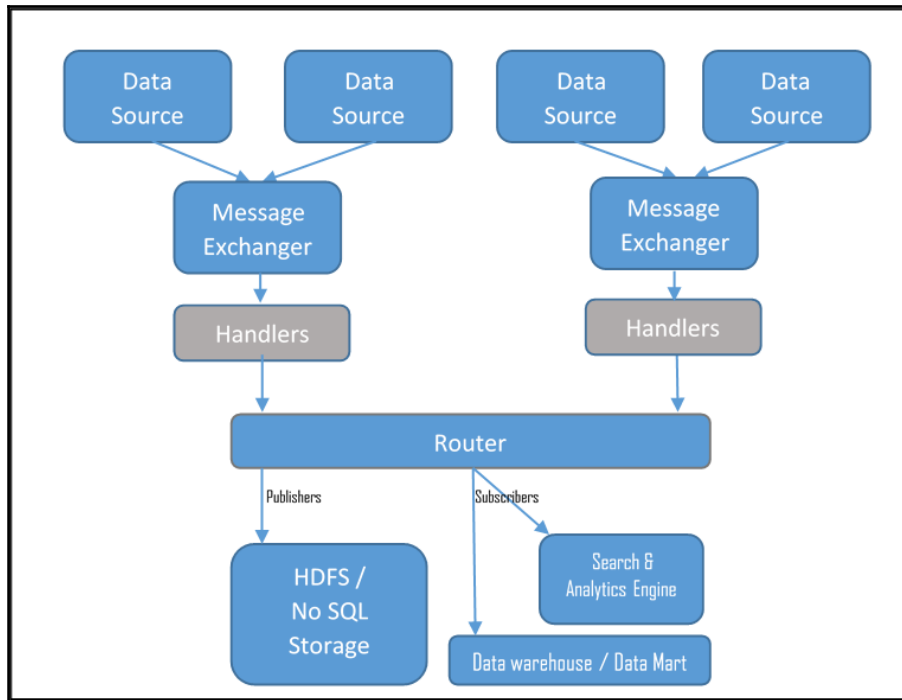 Data
Source
Data
Source
Data
Source
Data
Source
Message
Exchanger
Message
Exchanger
Handlers
Handlers
Router
Publishers
Subscribers
HDFS /
No SQL
Storage
Search &
Analytics Engine
Data warehouse / Data Mart